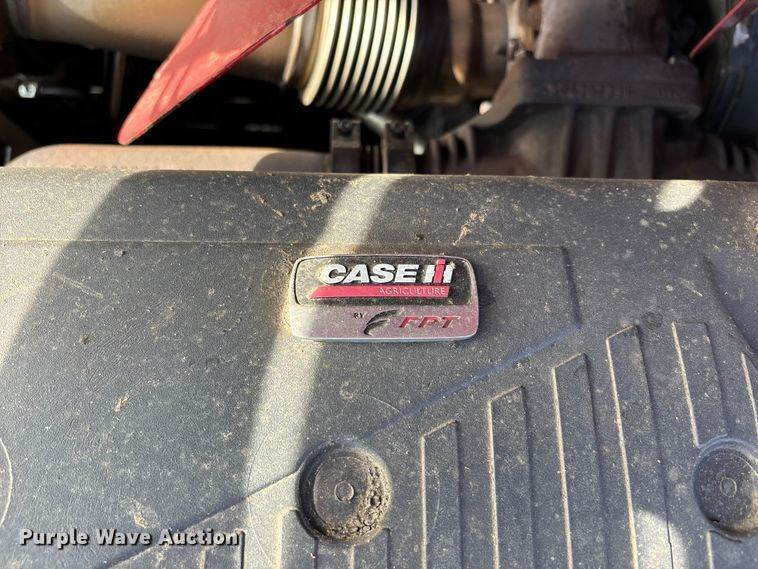 CASE IH
AGRICULTURE
BY FPT
Purple Wave Auction